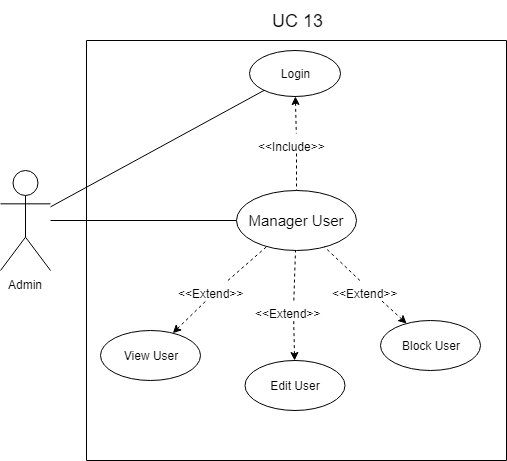 UC 13
Login
<<Include>>
Manager User
Admin
<<Extend>>
<<Extend>>
<<Extend>>
View User
Edit User
Block User